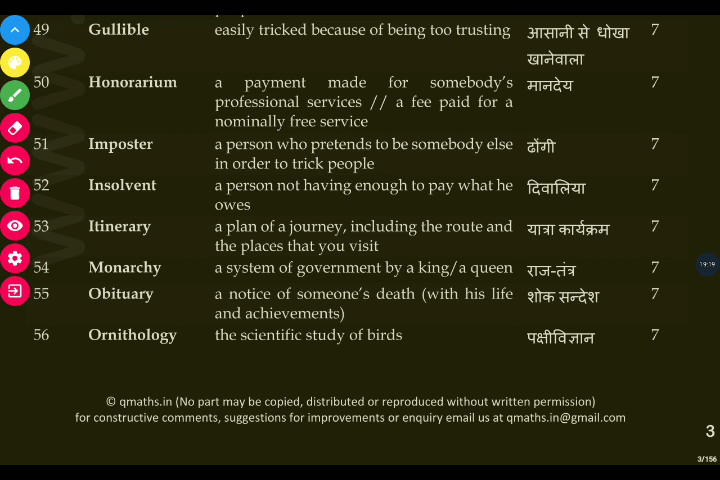 49 Gullible easily tricked because of being too trusting आसानी से धोखा 7
खानेवाला
50 Honorarium a payment made for somebody’s मानदेय 7
professional services // a fee paid for a
nominally free service
51 Imposter a person who pretends to be somebody else ढोंगी 7
in order to trick people
52 Insolvent a person not having enough to pay what he दिवालिया 7
owes
53 Itinerary a plan of a journey, including the route and यात्रा कार्यक्रम 7
the places that you visit
54 Monarchy a system of government by a king/a queen राज-तंत्र 7
19:19
55 Obituary a notice of someone’s death (with his life शोक सन्देश 7
and achievements)
56 Ornithology the scientific study of birds पक्षीविज्ञान 7
© qmaths.in (No part may be copied, distributed or reproduced without written permission)
for constructive comments, suggestions for improvements or enquiry email us at qmaths.in@gmail.com
3
3/156